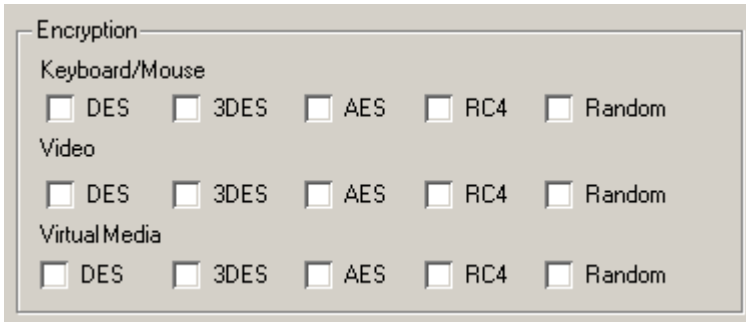 Encryption
Keyboard/Mouse
DES 3DES AES RC4 Random
Video
DES 3DES AES RC4 Random
Virtual Media
DES 3DES AES RC4 Random